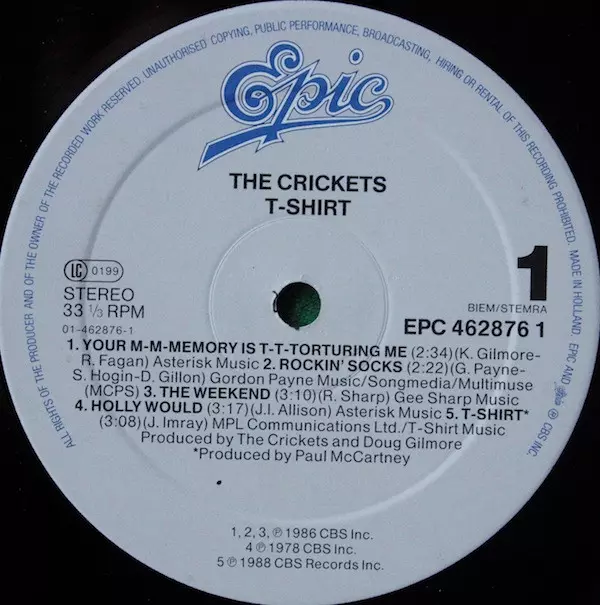 ALL RIGHTS OF THE PRODUCER AND OF THE OWNER OF THE RECORDED WORK RESERVED. UNAUTHORISED COPYING, PUBLIC PERFORMANCE, BROADCASTING, HIRING OR RENTAL OF THIS RECORDING PROHIBITED. MADE IN HOLLAND. EPIC AND Epic ® CBS INC.
Epic
THE CRICKETS
T-SHIRT
LC 0199
STEREO
33 1/3 RPM
01-462876-1
1
BIEM/STEMRA
EPC 462876 1
1. YOUR M-M-MEMORY IS T-T-TORTURING ME (2:34)(K. Gilmore-
R. Fagan) Asterisk Music 2. ROCKIN' SOCKS (2:22)(G. Payne-
S. Hogin-D. Gillon) Gordon Payne Music/Songmedia/Multimuse
(MCPS) 3. THE WEEKEND (3:10)(R. Sharp) Gee Sharp Music
4. HOLLY WOULD (3:17)(J.I. Allison) Asterisk Music 5. T-SHIRT*
(3:08)(J. Imray) MPL Communications Ltd./T-Shirt Music
Produced by The Crickets and Doug Gilmore
*Produced by Paul McCartney
1, 2, 3, ℗ 1986 CBS Inc.
4 ℗ 1978 CBS Inc.
5 ℗ 1988 CBS Records Inc.